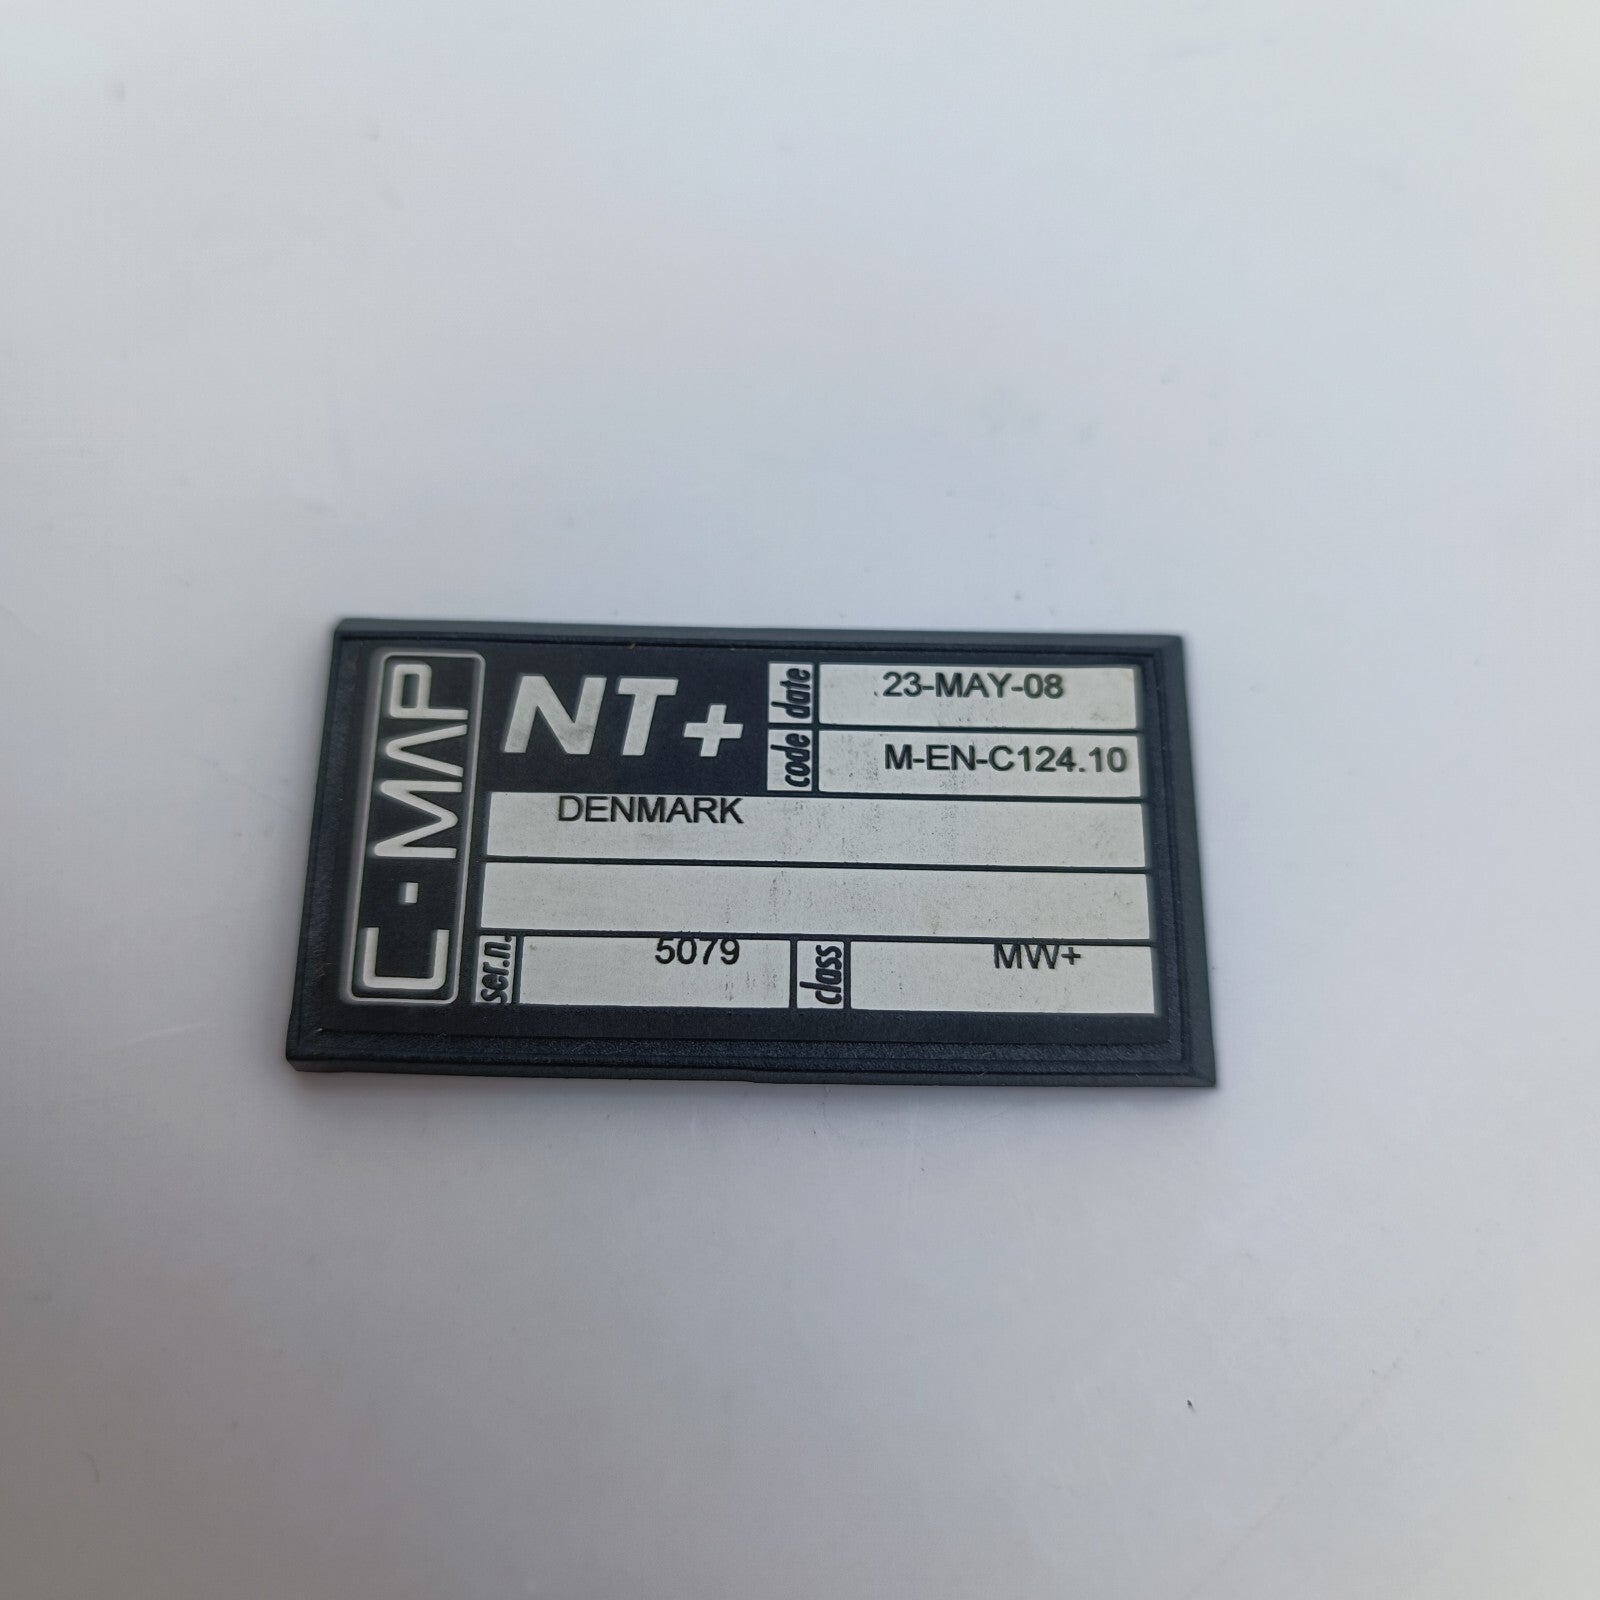 C-MAP
NT+
date 23-MAY-08
code M-EN-C124.10
DENMARK
ser.n. 5079 class MW+